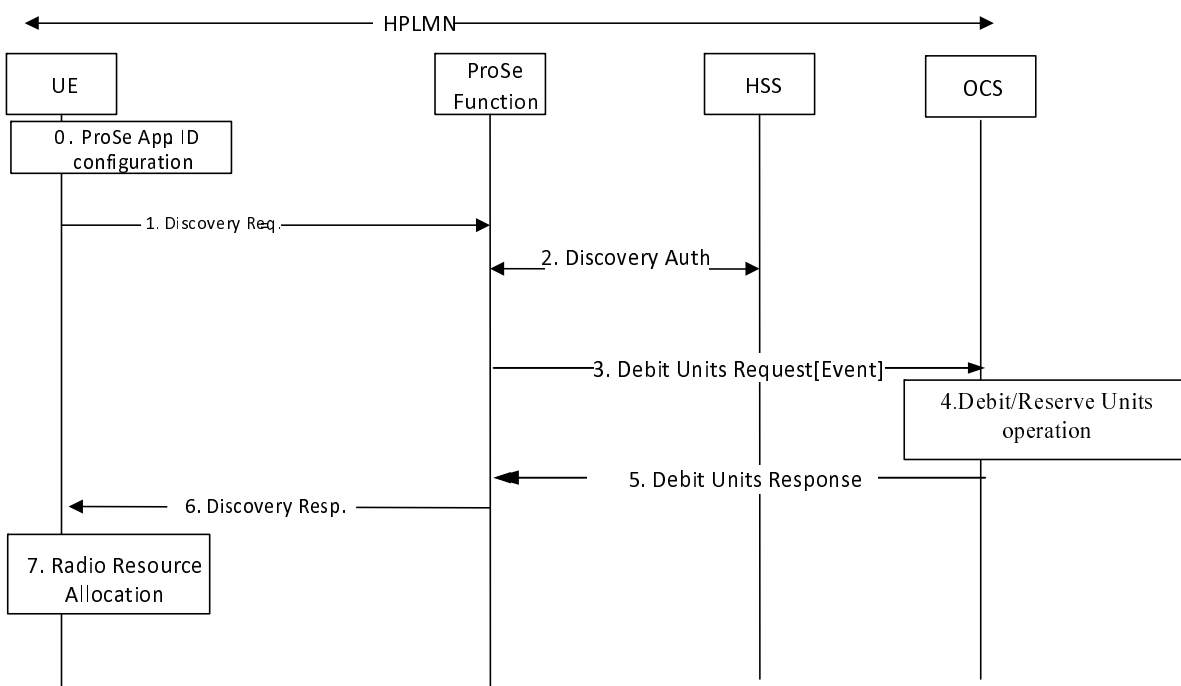 HPLMN
UE
ProSe
Function
HSS
OCS
0. ProSe App ID
configuration
1. Discovery Req.
2. Discovery Auth
3. Debit Units Request[Event]
4.Debit/Reserve Units
operation
5. Debit Units Response
6. Discovery Resp.
7. Radio Resource
Allocation